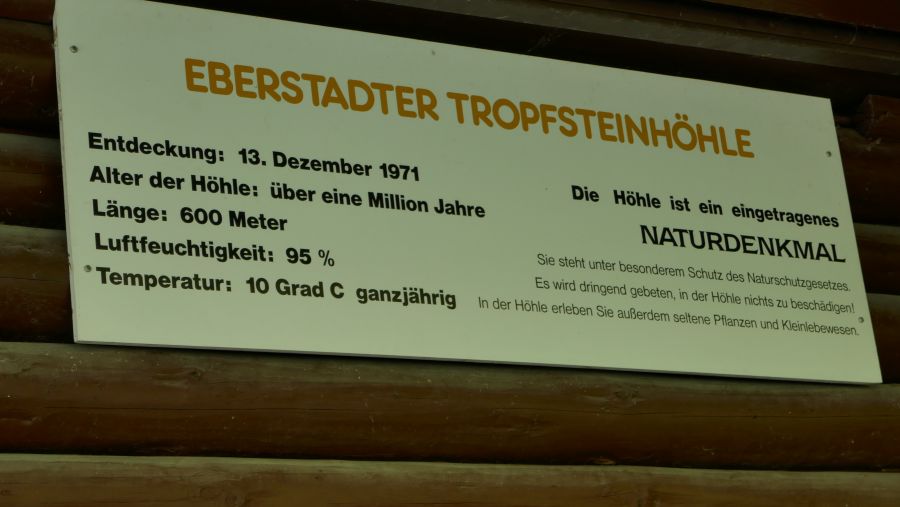 EBERSTADTER TROPFSTEINHÖHLE
Entdeckung: 13. Dezember 1971
Alter der Höhle: über eine Million Jahre
Länge: 600 Meter
Luftfeuchtigkeit: 95 %
Temperatur: 10 Grad C ganzjährig
Die Höhle ist ein eingetragenes
NATURDENKMAL
Sie steht unter besonderem Schutz des Naturschutzgesetzes.
Es wird dringend gebeten, in der Höhle nichts zu beschädigen!
In der Höhle erleben Sie außerdem seltene Pflanzen und Kleinlebewesen.